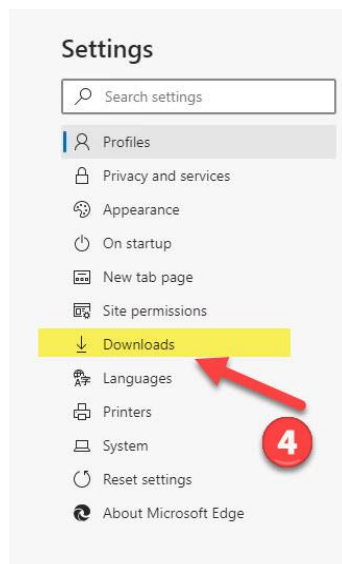 Settings
Search settings
Profiles
Privacy and services
Appearance
On startup
New tab page
Site permissions
Downloads
Languages
Printers
System
Reset settings
About Microsoft Edge
4